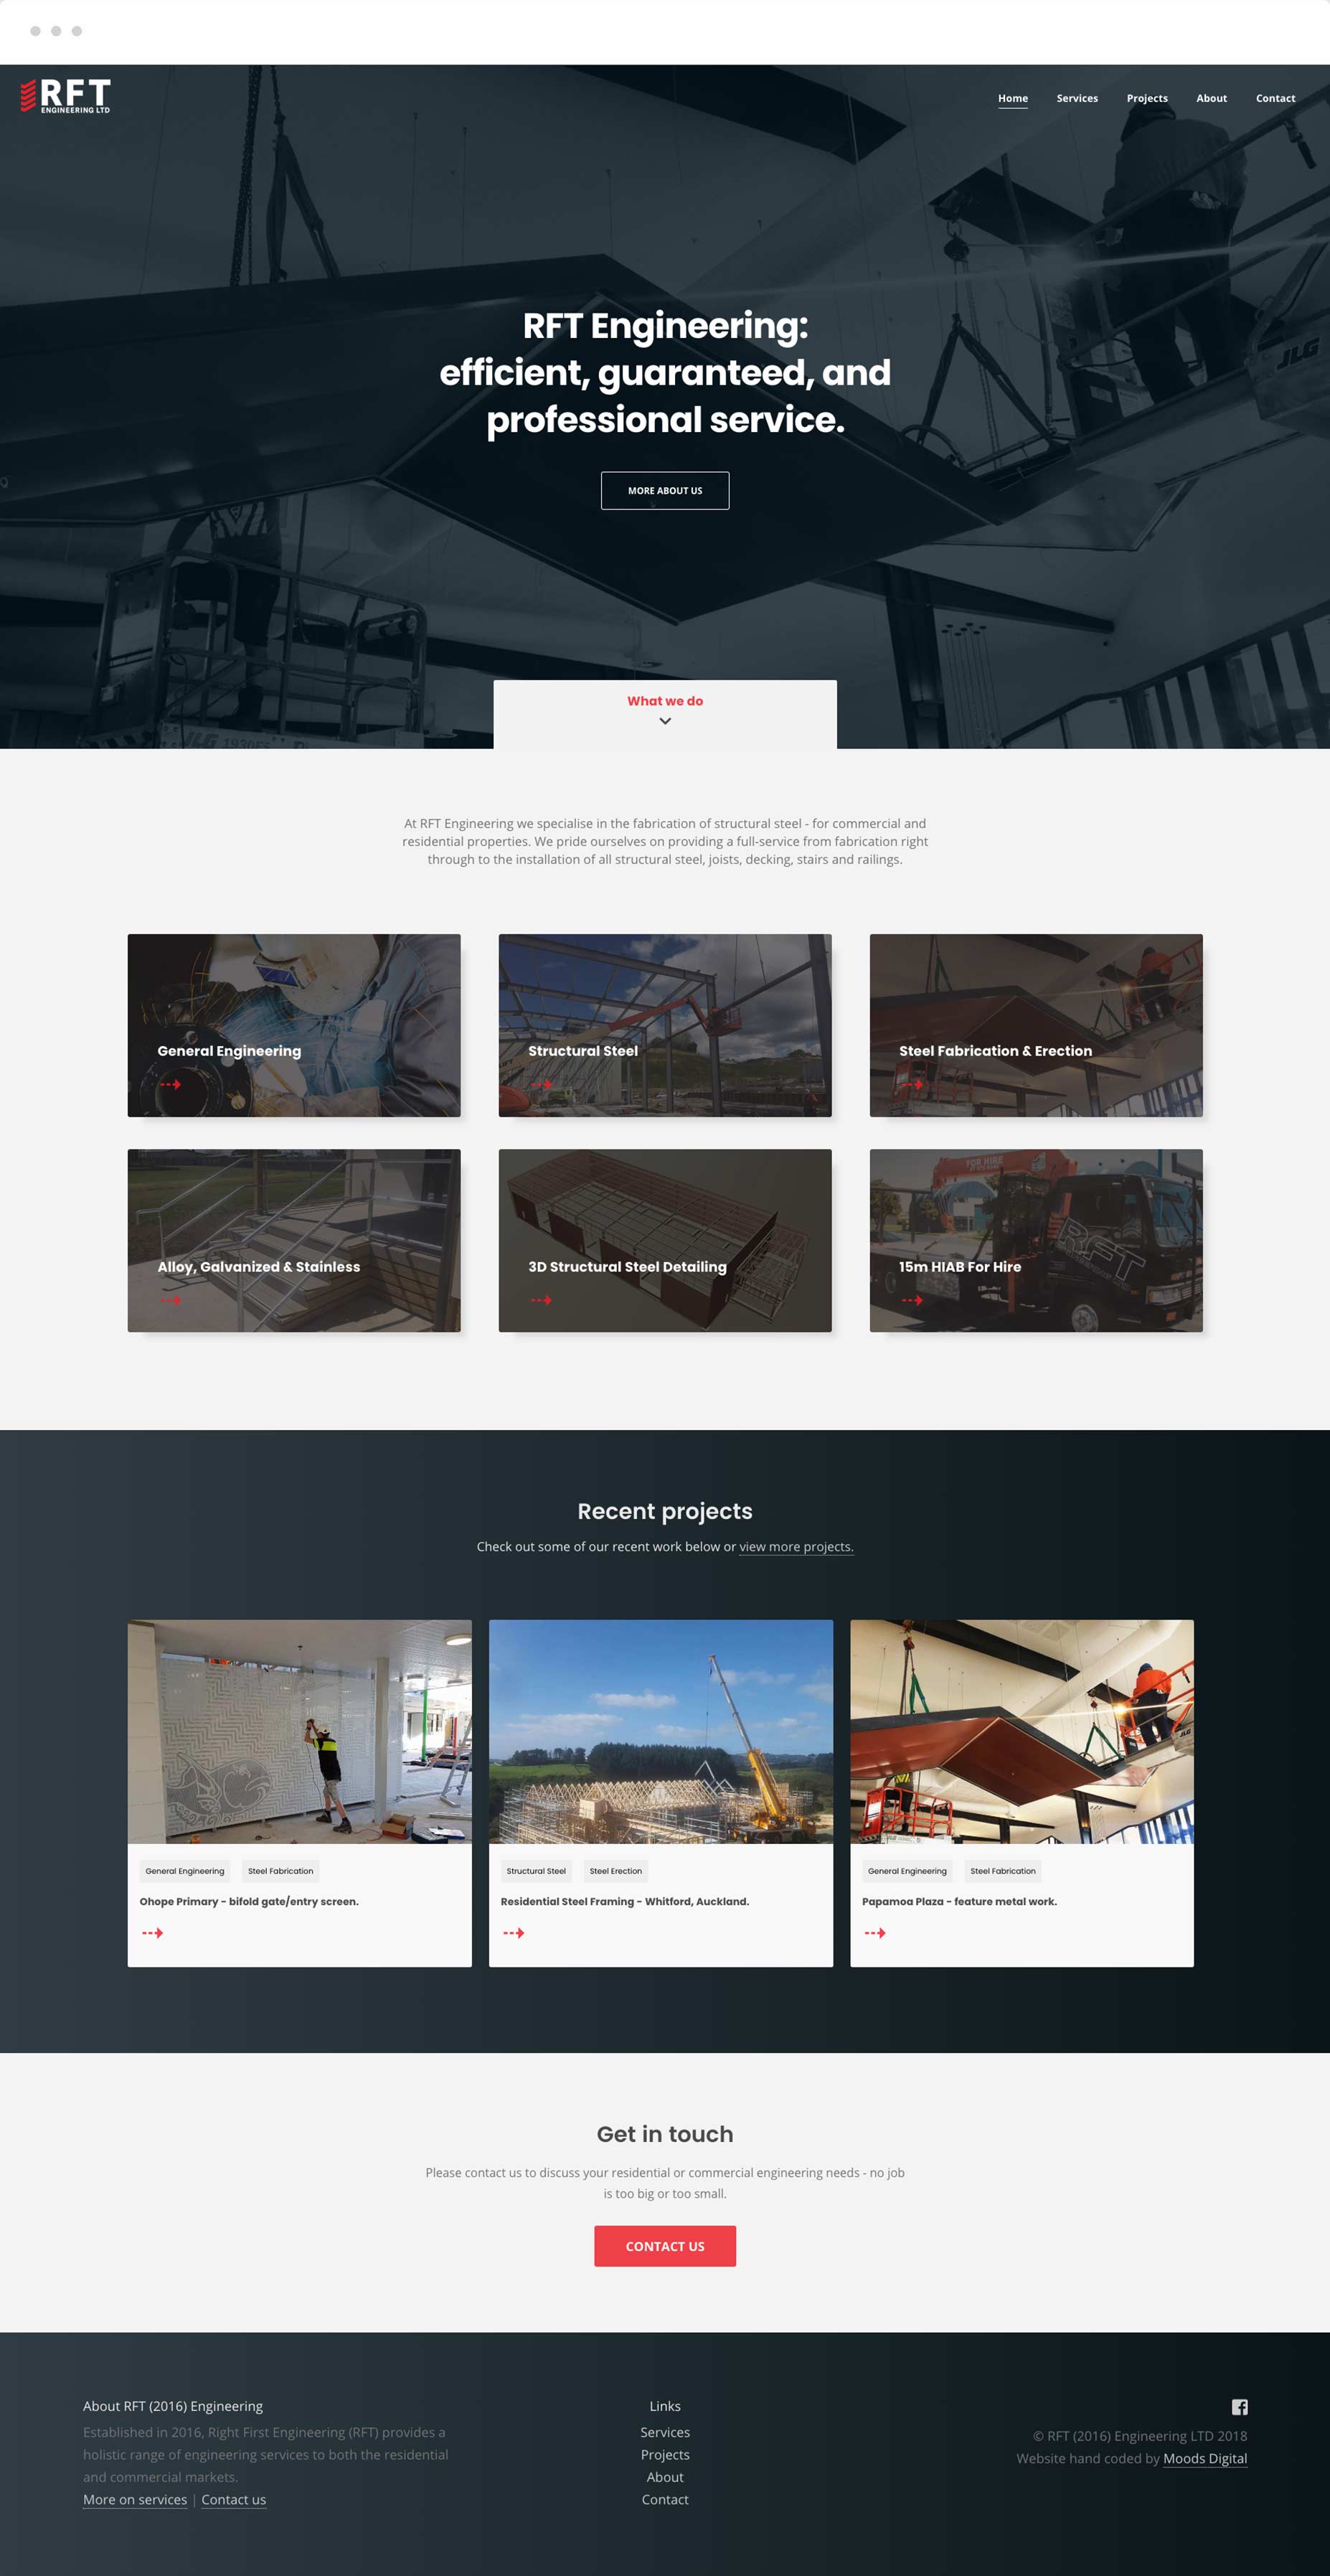 RFT
ENGINEERING LTD
Home Services Projects About Contact
RFT Engineering:
efficient, guaranteed, and
professional service.
JLG
MORE ABOUT US
What we do
At RFT Engineering we specialise in the fabrication of structural steel - for commercial and
residential properties. We pride ourselves on providing a full-service from fabrication right
through to the installation of all structural steel, joists, decking, stairs and railings.
General Engineering
Structural Steel
Steel Fabrication & Erection
FOR HIRE
RFT
Alloy, Galvanized & Stainless
3D Structural Steel Detailing
15m HIAB For Hire
Recent projects
Check out some of our recent work below or view more projects.
JLG
General Engineering Steel Fabrication
Ohope Primary - bifold gate/entry screen.
Structural Steel Steel Erection
Residential Steel Framing - Whitford, Auckland.
General Engineering Steel Fabrication
Papamoa Plaza - feature metal work.
Get in touch
Please contact us to discuss your residential or commercial engineering needs - no job
is too big or too small.
CONTACT US
About RFT (2016) Engineering
Established in 2016, Right First Engineering (RFT) provides a
holistic range of engineering services to both the residential
and commercial markets.
More on services | Contact us
Links
Services
Projects
About
Contact
© RFT (2016) Engineering LTD 2018
Website hand coded by Moods Digital